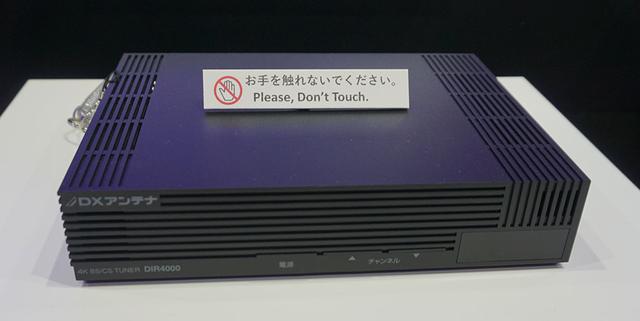 お手を触れないでください。
Please, Don't Touch.
DXアンテナ
4K BS/CS TUNER DIR4000
電源
▲ チャンネル ▼